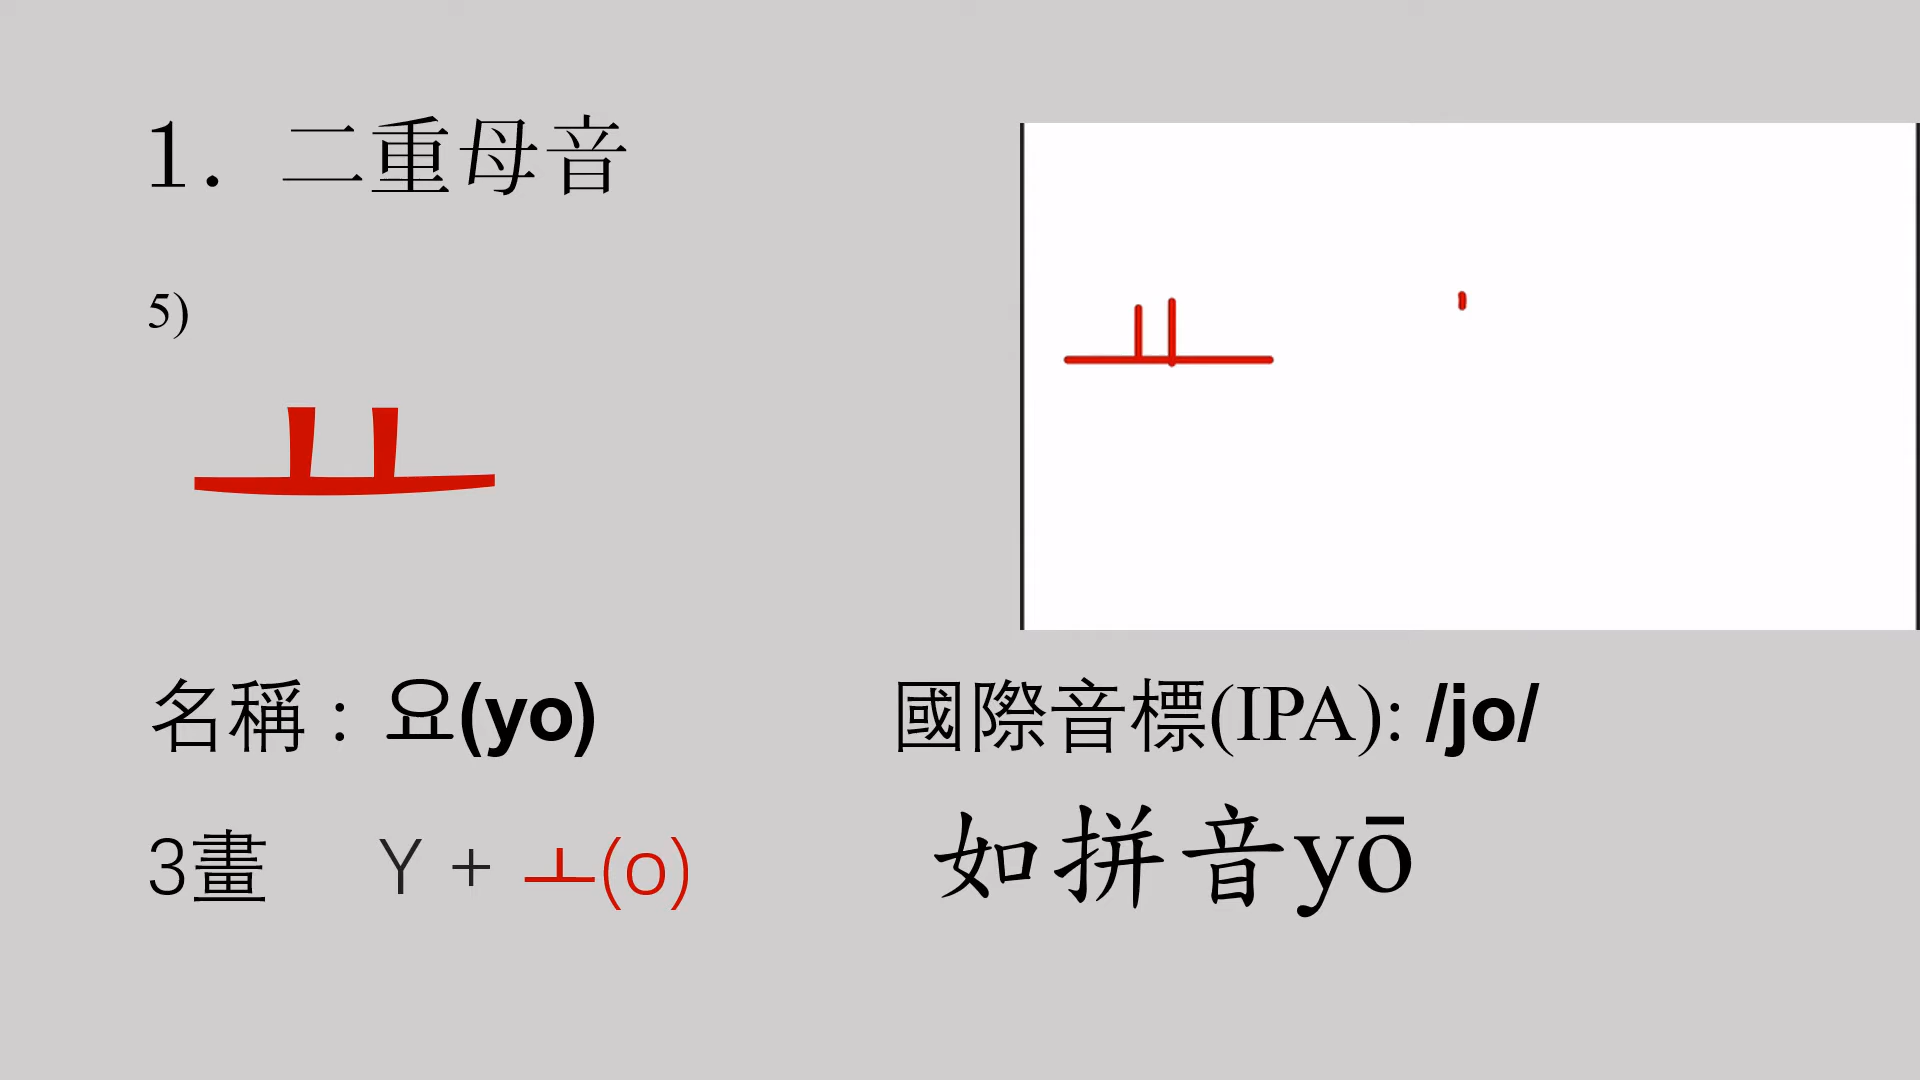 1. 二重母音
5)
ㅛ
ㅛ
名稱 : 요(yo)
國際音標(IPA): /jo/
3畫 Y + ㅗ(o)
如拼音yō